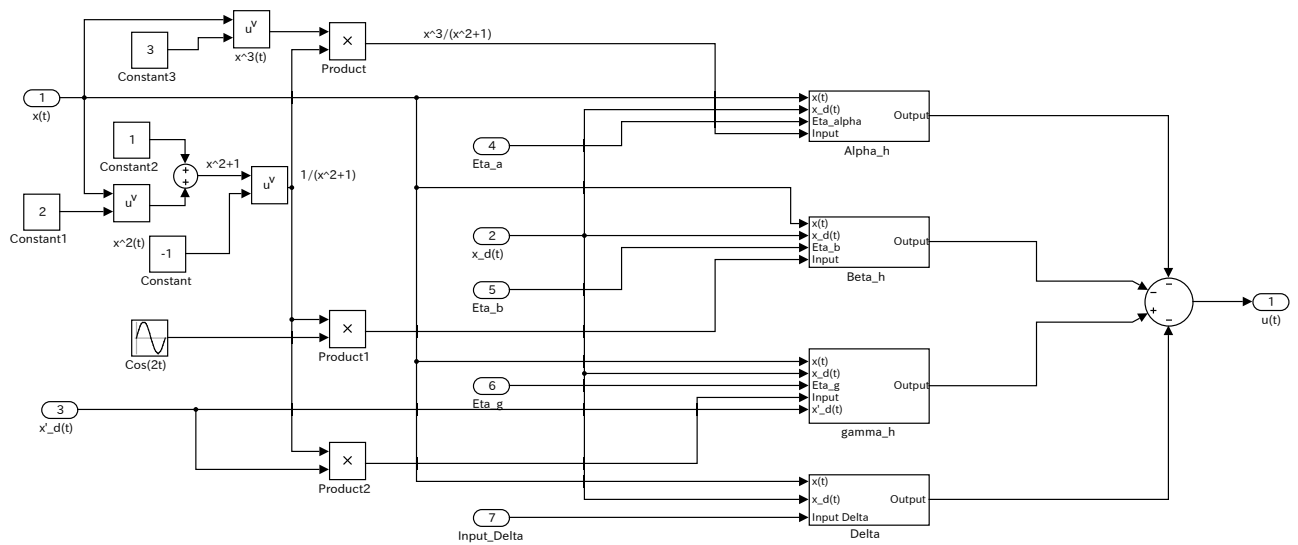 3
Constant3
u^v
x^3(t)
×
Product
x^3/(x^2+1)
1
x(t)
1
Constant2
+
+
x^2+1
u^v
1/(x^2+1)
2
Constant1
u^v
x^2(t)
-1
Constant
4
Eta_a
x(t)
x_d(t)
Eta_alpha
Input
Output
Alpha_h
2
x_d(t)
5
Eta_b
x(t)
x_d(t)
Eta_b
Input
Output
Beta_h
Cos(2t)
×
Product1
6
Eta_g
x(t)
x_d(t)
Eta_g
Input
x'_d(t)
Output
gamma_h
−
−
+
−
1
u(t)
3
x'_d(t)
×
Product2
7
Input_Delta
x(t)
x_d(t)
Input Delta
Output
Delta